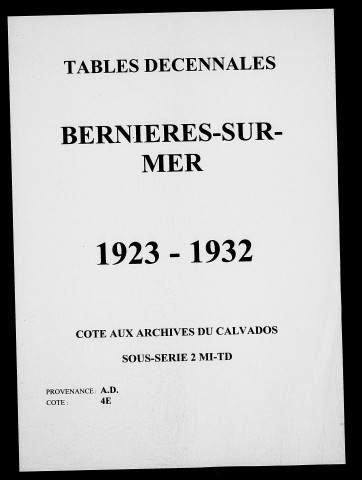 TABLES DECENNALES
BERNIERES-SUR-
MER
1923 - 1932
COTE AUX ARCHIVES DU CALVADOS
SOUS-SERIE 2 MI-TD
PROVENANCE : A.D.
COTE : 4E